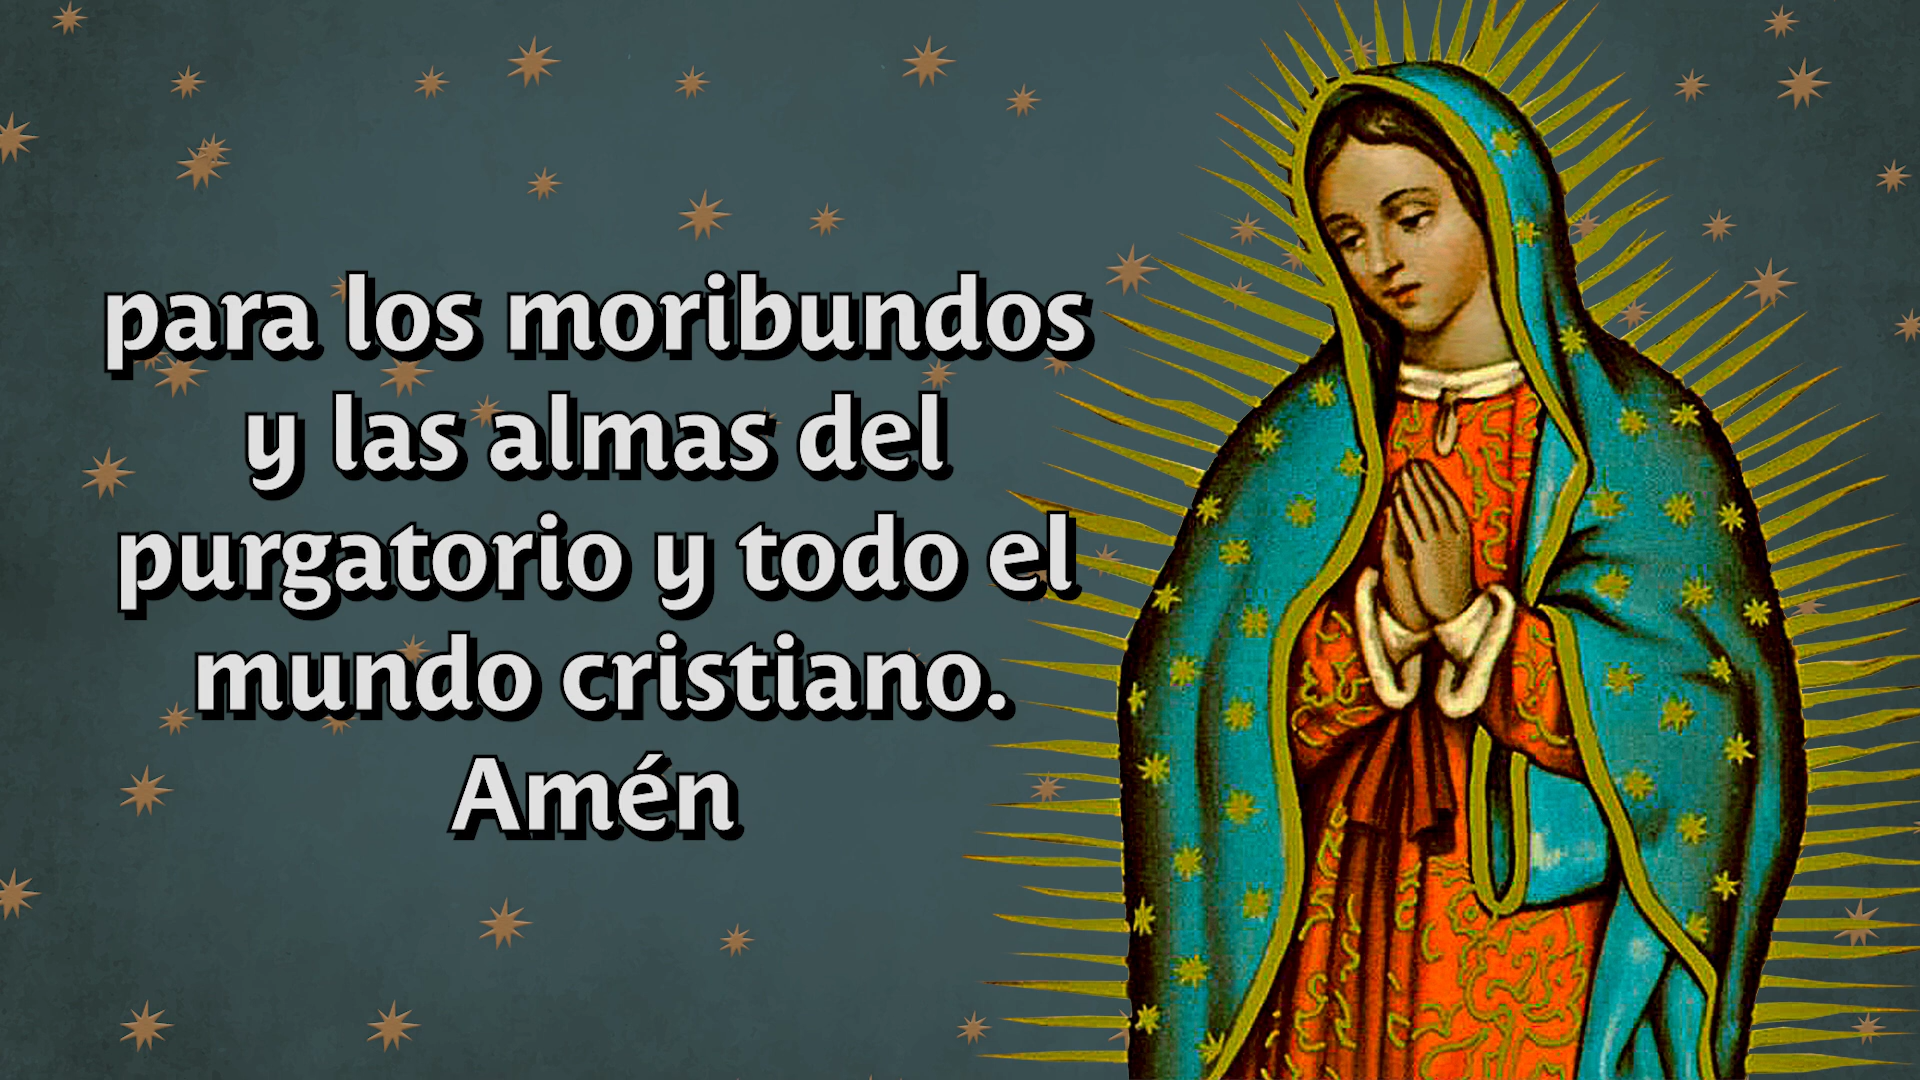 para los moribundos
y las almas del
purgatorio y todo el
mundo cristiano.
Amén